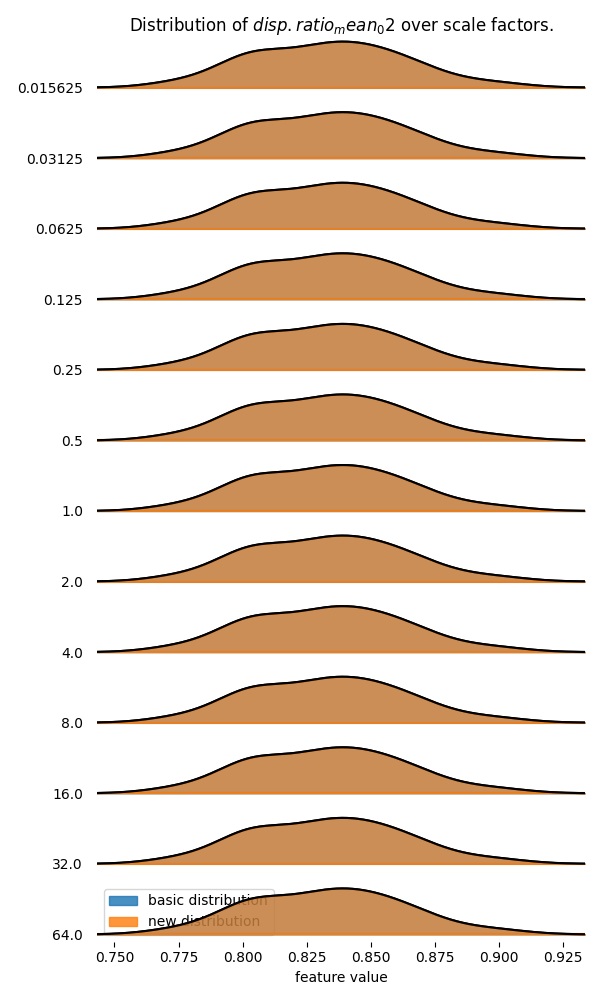 Distribution of disp. ratio_mean_02 over scale factors.
0.015625
0.03125
0.0625
0.125
0.25
0.5
1.0
2.0
4.0
8.0
16.0
32.0
basic distribution
new distribution
64.0
0.750 0.775 0.800 0.825 0.850 0.875 0.900 0.925
feature value